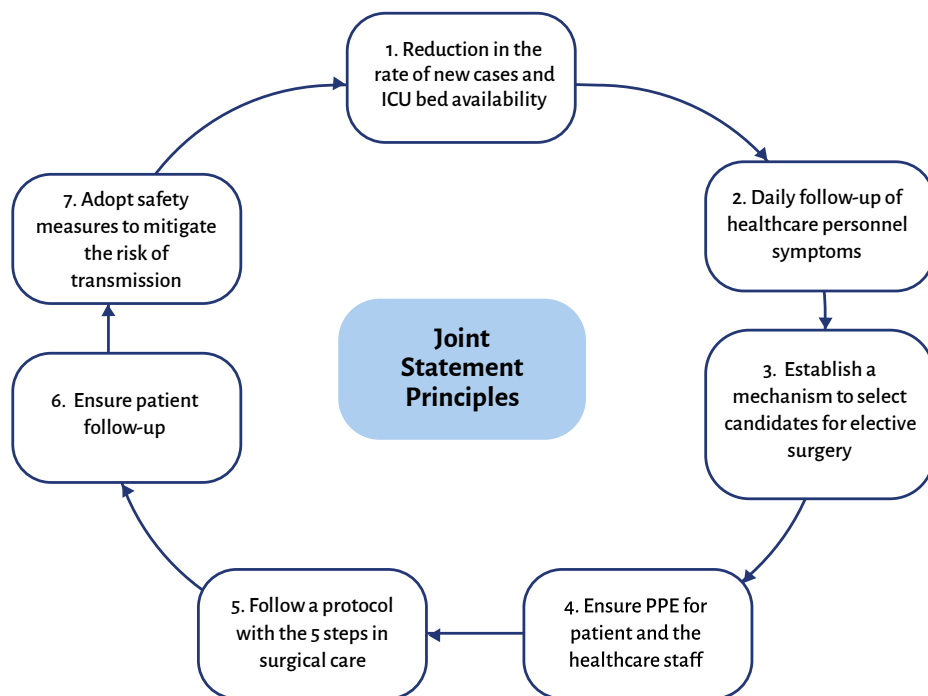 1. Reduction in the
rate of new cases and
ICU bed availability
2. Daily follow-up of
healthcare personnel
symptoms
3. Establish a
mechanism to select
candidates for elective
surgery
4. Ensure PPE for
patient and the
healthcare staff
5. Follow a protocol
with the 5 steps in
surgical care
6. Ensure patient
follow-up
7. Adopt safety
measures to mitigate
the risk of
transmission
Joint
Statement
Principles